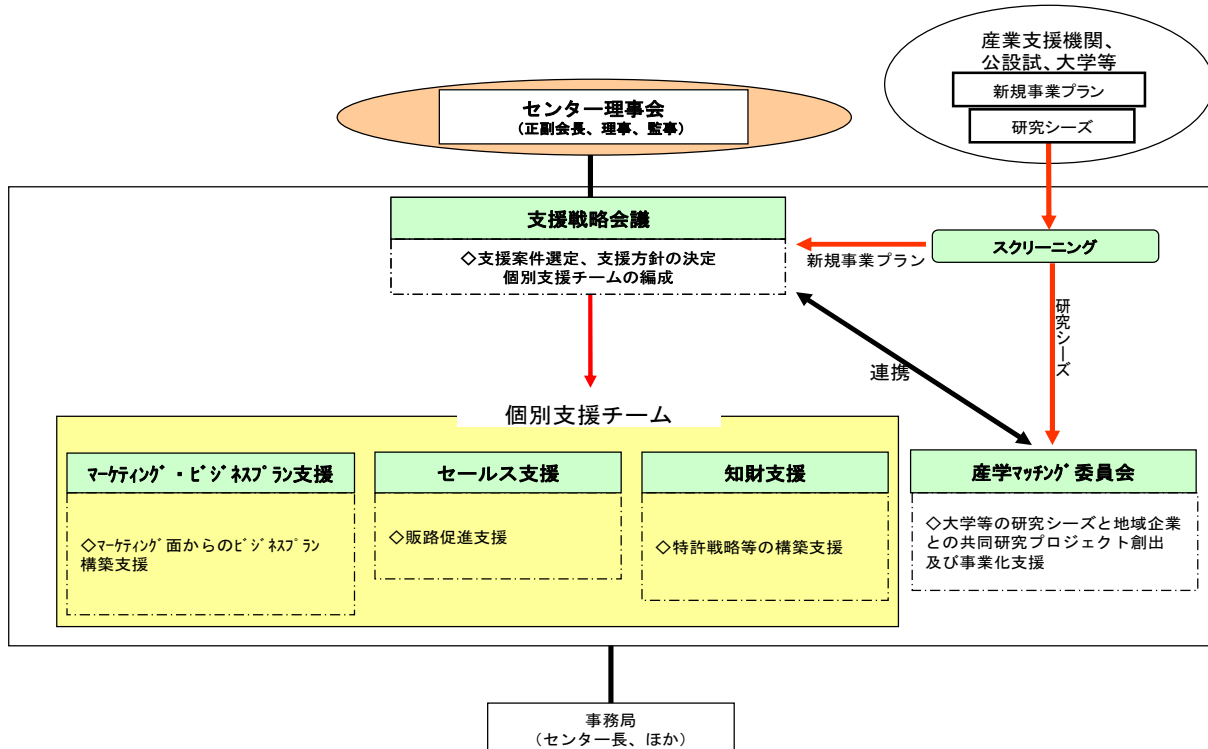 産業支援機関、
公設試、大学等
新規事業プラン
研究シーズ
センター理事会
（正副会長、理事、監事）
支援戦略会議
◇支援案件選定、支援方針の決定
個別支援チームの編成
新規事業プラン
スクリーニング
研究シーズ
連携
個別支援チーム
ﾏｰｹﾃｨﾝｸﾞ・ﾋﾞｼﾞﾈｽﾌﾟﾗﾝ支援
◇ﾏｰｹﾃｨﾝｸﾞ面からのﾋﾞｼﾞﾈｽﾌﾟﾗﾝ
構築支援
セールス支援
◇販路促進支援
知財支援
◇特許戦略等の構築支援
産学ﾏｯﾁﾝｸﾞ委員会
◇大学等の研究シーズと地域企業
との共同研究プロジェクト創出
及び事業化支援
事務局
（センター長、ほか）